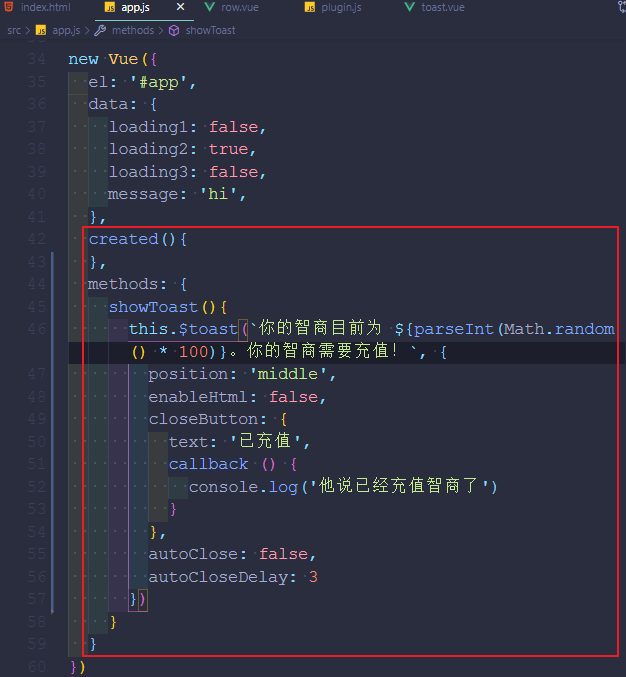 index.html app.js × row.vue plugin.js toast.vue
src > app.js > methods > showToast
34 new Vue({
35 el: '#app',
36 data: {
37 loading1: false,
38 loading2: true,
39 loading3: false,
40 message: 'hi',
41 },
42 created(){
43 },
44 methods: {
45 showToast(){
46 this.$toast(`你的智商目前为 ${parseInt(Math.random
() * 100)}。你的智商需要充值！`, {
47 position: 'middle',
48 enableHtml: false,
49 closeButton: {
50 text: '已充值',
51 callback () {
52 console.log('他说已经充值智商了')
53 }
54 },
55 autoClose: false,
56 autoCloseDelay: 3
57 })
58 }
59 }
60 })